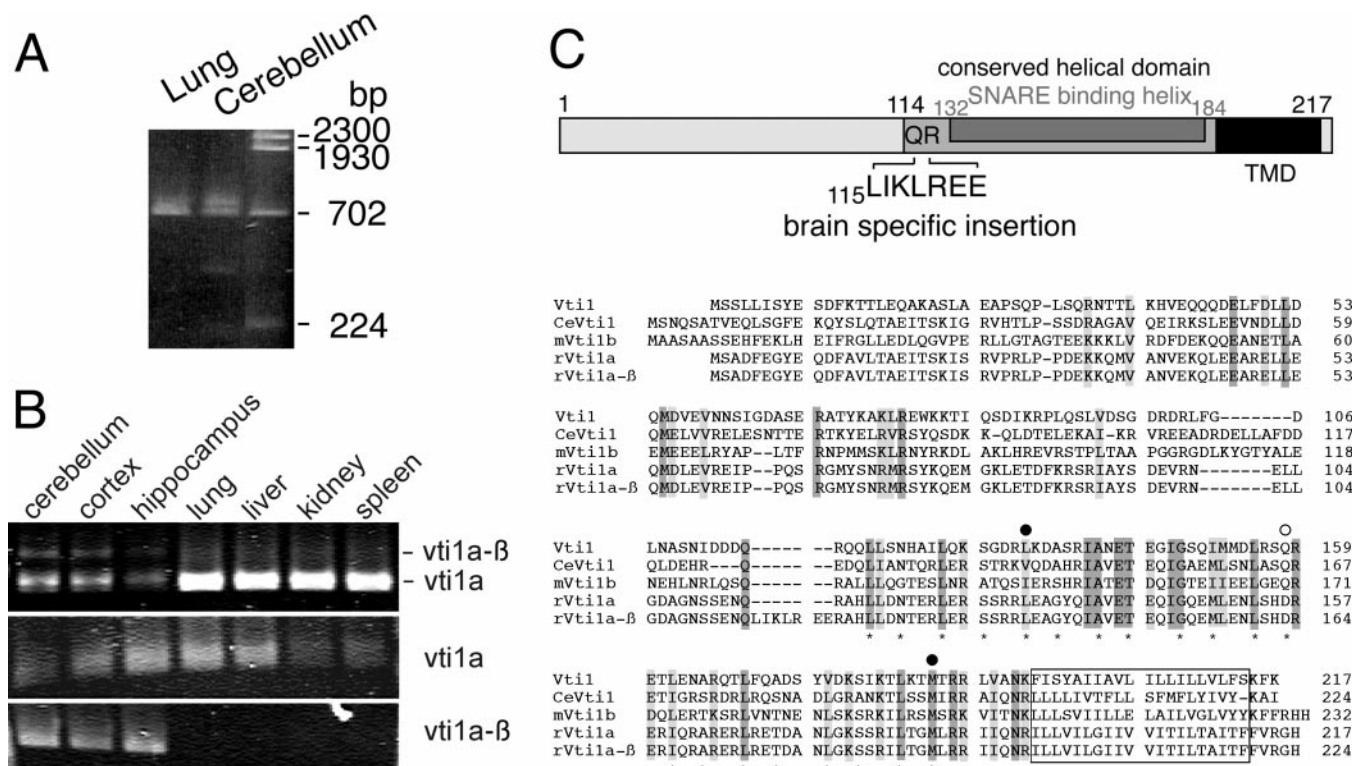 A
Lung
Cerebellum
bp
2300
1930
702
224
B
cerebellum
cortex
hippocampus
lung
liver
kidney
spleen
vti1a-ß
vti1a
vti1a
vti1a-ß
C
conserved helical domain
SNARE binding helix
1 114 132 184 217
QR
TMD
115LIKLREE
brain specific insertion
Vti1 MSSLLISYE SDFKTTLEQAKASLAE EAPSQP-LSQRNTTL KHVEQQQDELFDLLD 53
CeVti1 MSNQSATVEQLSGFE KQYSLQTAEITSKIG RVHTLP-SSDRAGAV QEIRKSLEEVNDLLD 59
mVti1b MAASAASSEHFEKLH EIFRGLLEDLQGVPE RLLGTAGTEEKKKLV RDFDEKQQEANETLA 60
rVti1a MSADFEGYE QDFAVLTAEITSKIS RVPRLP-PDEKKQMV ANVEKQLEEARELLE 53
rVti1a-ß MSADFEGYE QDFAVLTAEITSKIS RVPRLP-PDEKKQMV ANVEKQLEEARELLE 53
Vti1 QMDVEVNNSIGDASE RATYKAKLREWKKTI QSDIKRPLQSLVDSG DRDRLFG-------D 106
CeVti1 QMELVVRELESNTTE RTKYELRVRSYQSDK K-QLDTELEKAI-KR VREEADRDELLAFDD 117
mVti1b EMEEELRYAP--LTF RNPMMSKLRNYRKDL AKLHREVRSTPLTAA PGGRGDLKYGTYALE 118
rVti1a QMDLEVREIP--PQS RGMYSNRMRSYKQEM GKLETDFKRSRIAYS DEVRN-------ELL 104
rVti1a-ß QMDLEVREIP--PQS RGMYSNRMRSYKQEM GKLETDFKRSRIAYS DEVRN-------ELL 104
● ○
Vti1 LNASNIDDDQ----- --RQQLLSNHAILQK SGDRLKDASRIANET EGIGSQIMMDLRSQR 159
CeVti1 QLDEHR---E----- --DQLIANTQRLERS TRKVQDAHRIAVET EQIGAEMLSNLASQR 167
mVti1b NEHLNRLQSQ----- --RALLLQGTESLNR ATQSIERSHRIATET DQIGTEIIEELGEQR 171
rVti1a GDAGNSSENQ----- --RAHLLDNTERLER SSRRLEAGYQIAVET EQIGQEMLENLSHDR 157
rVti1a-ß GDAGNSSENQLIKLR EERAHLLDNTERLER SSRRLEAGYQIAVET EQIGQEMLENLSHDR 164
* * * * * * * * * *
●
Vti1 ETLENARQTLFQADS YVDKSIKTLKTMTRR LVANKFISYAIIAVL ILLILLVLFSKFK 217
CeVti1 ETIGRSRDRLRQSNA DLGRANKTLSSMIRR AIQNRLLLLIVTFLL SFMFLYIVY-KAI 224
mVti1b DQLERTKSRLVNTNE NLSKSRKILRSMSRK VITNKLLLSVIILLE LAILVGLVYYKFFRHH 232
rVti1a ERIQRARERLRETDA NLGKSSRILTGMLRR IIQNRILLVILGIIV VITILTAITFFVRGH 217
rVti1a-ß ERIQRARERLRETDA NLGKSSRILTGMLRR IIQNRILLVILGIIV VITILTAITFFVRGH 224